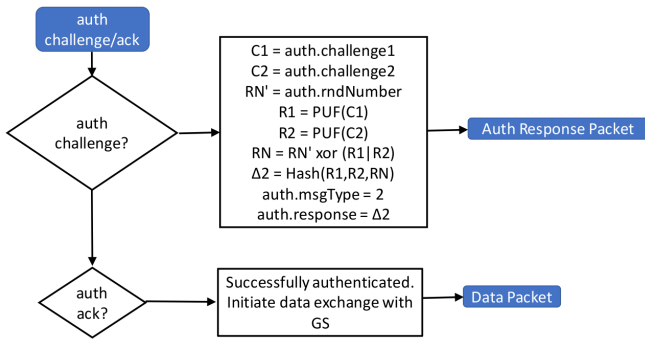 auth
challenge/ack
auth
challenge?
C1 = auth.challenge1
C2 = auth.challenge2
RN' = auth.rndNumber
R1 = PUF(C1)
R2 = PUF(C2)
RN = RN' xor (R1|R2)
Δ2 = Hash(R1,R2,RN)
auth.msgType = 2
auth.response = Δ2
Auth Response Packet
auth
ack?
Successfully authenticated.
Initiate data exchange with
GS
Data Packet